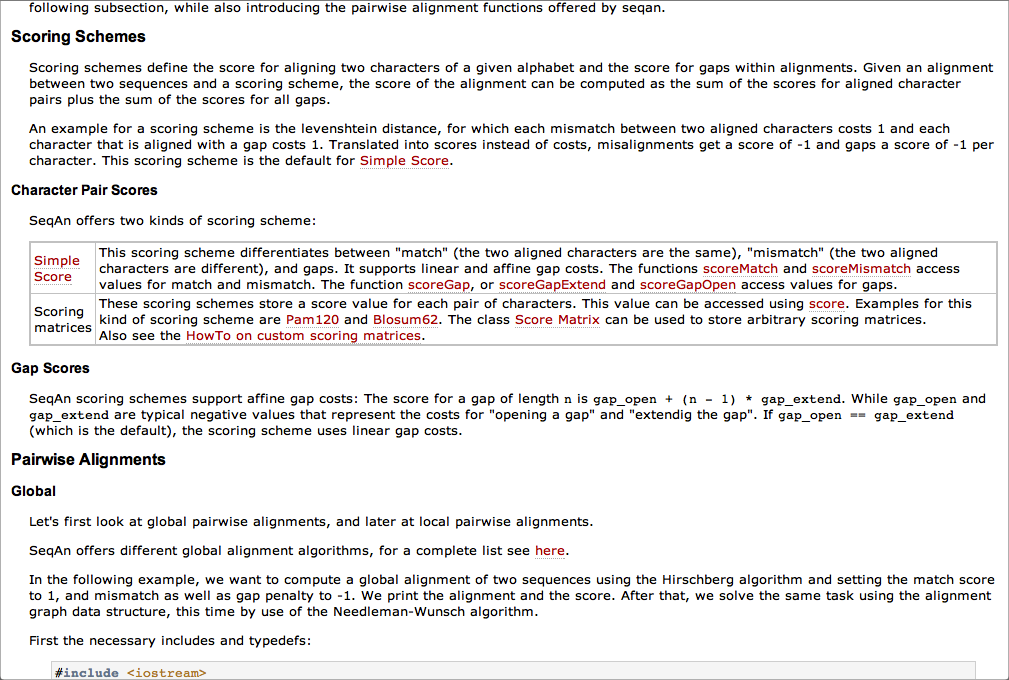 following subsection, while also introducing the pairwise alignment functions offered by seqan.
Scoring Schemes
Scoring schemes define the score for aligning two characters of a given alphabet and the score for gaps within alignments. Given an alignment
between two sequences and a scoring scheme, the score of the alignment can be computed as the sum of the scores for aligned character
pairs plus the sum of the scores for all gaps.
An example for a scoring scheme is the levenshtein distance, for which each mismatch between two aligned characters costs 1 and each
character that is aligned with a gap costs 1. Translated into scores instead of costs, misalignments get a score of -1 and gaps a score of -1 per
character. This scoring scheme is the default for Simple Score.
Character Pair Scores
SeqAn offers two kinds of scoring scheme:
Simple
Score
This scoring scheme differentiates between "match" (the two aligned characters are the same), "mismatch" (the two aligned
characters are different), and gaps. It supports linear and affine gap costs. The functions scoreMatch and scoreMismatch access
values for match and mismatch. The function scoreGap, or scoreGapExtend and scoreGapOpen access values for gaps.
Scoring
matrices
These scoring schemes store a score value for each pair of characters. This value can be accessed using score. Examples for this
kind of scoring scheme are Pam120 and Blosum62. The class Score Matrix can be used to store arbitrary scoring matrices.
Also see the HowTo on custom scoring matrices.
Gap Scores
SeqAn scoring schemes support affine gap costs: The score for a gap of length n is gap_open + (n - 1) * gap_extend. While gap_open and
gap_extend are typical negative values that represent the costs for "opening a gap" and "extendig the gap". If gap_open == gap_extend
(which is the default), the scoring scheme uses linear gap costs.
Pairwise Alignments
Global
Let's first look at global pairwise alignments, and later at local pairwise alignments.
SeqAn offers different global alignment algorithms, for a complete list see here.
In the following example, we want to compute a global alignment of two sequences using the Hirschberg algorithm and setting the match score
to 1, and mismatch as well as gap penalty to -1. We print the alignment and the score. After that, we solve the same task using the alignment
graph data structure, this time by use of the Needleman-Wunsch algorithm.
First the necessary includes and typedefs:
#include <iostream>